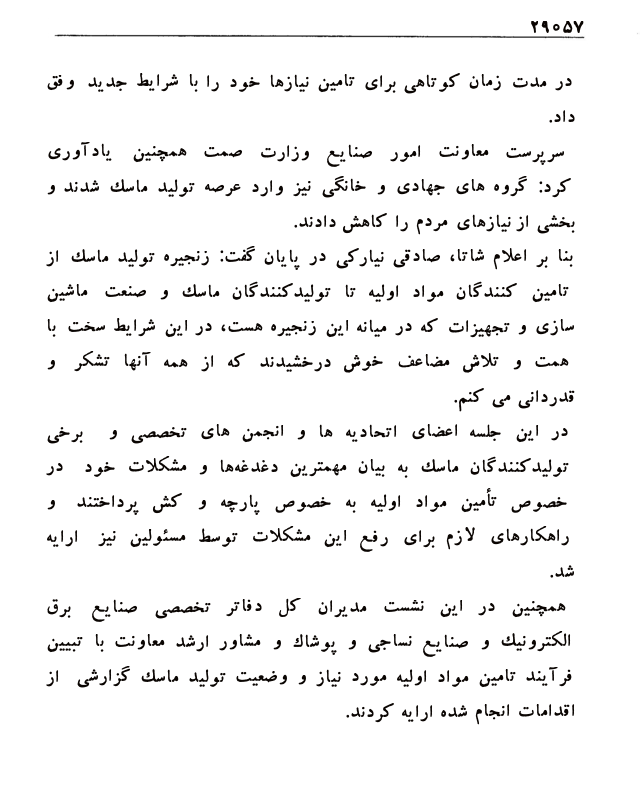 ۲۹۰۵۷
در مدت زمان کوتاهی برای تامین نیازها خود را با شرایط جدید وفق
داد.
سرپرست معاونت امور صنایع وزارت صمت همچنین یادآوری
کرد: گروه های جهادی و خانگی نیز وارد عرصه تولید ماسک شدند و
بخشی از نیازهای مردم را کاهش دادند.
بنا بر اعلام شاتا، صادقی نیارکی در پایان گفت: زنجیره تولید ماسک از
تامین کنندگان مواد اولیه تا تولیدکنندگان ماسک و صنعت ماشین
سازی و تجهیزات که در میانه این زنجیره هست، در این شرایط سخت با
همت و تلاش مضاعف خوش درخشیدند که از همه آنها تشکر و
قدردانی می کنم.
در این جلسه اعضای اتحادیه ها و انجمن های تخصصی و برخی
تولیدکنندگان ماسک به بیان مهمترین دغدغه‌ها و مشکلات خود در
خصوص تأمین مواد اولیه به خصوص پارچه و کش پرداختند و
راهکارهای لازم برای رفع این مشکلات توسط مسئولین نیز ارایه
شد.
همچنین در این نشست مدیران کل دفاتر تخصصی صنایع برق
الکترونیک و صنایع نساجی و پوشاک و مشاور ارشد معاونت با تبیین
فرآیند تامین مواد اولیه مورد نیاز و وضعیت تولید ماسک گزارشی از
اقدامات انجام شده ارایه کردند.